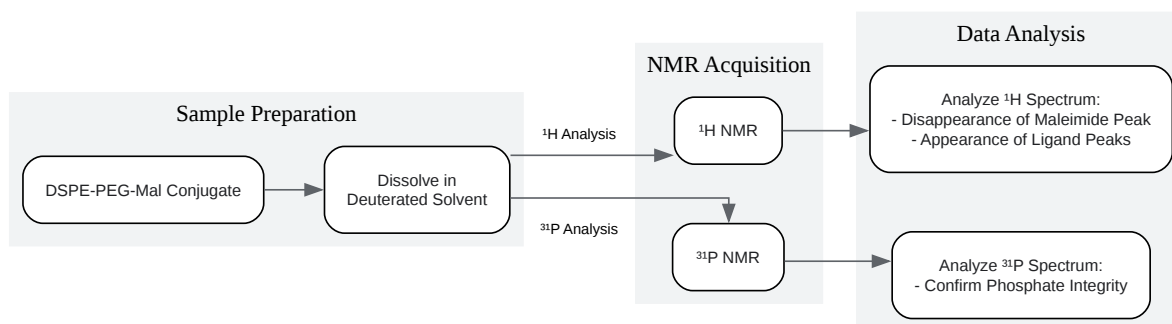 Sample Preparation
DSPE-PEG-Mal Conjugate
Dissolve in
Deuterated Solvent
¹H Analysis
³¹P Analysis
NMR Acquisition
¹H NMR
³¹P NMR
Data Analysis
Analyze ¹H Spectrum:
- Disappearance of Maleimide Peak
- Appearance of Ligand Peaks
Analyze ³¹P Spectrum:
- Confirm Phosphate Integrity